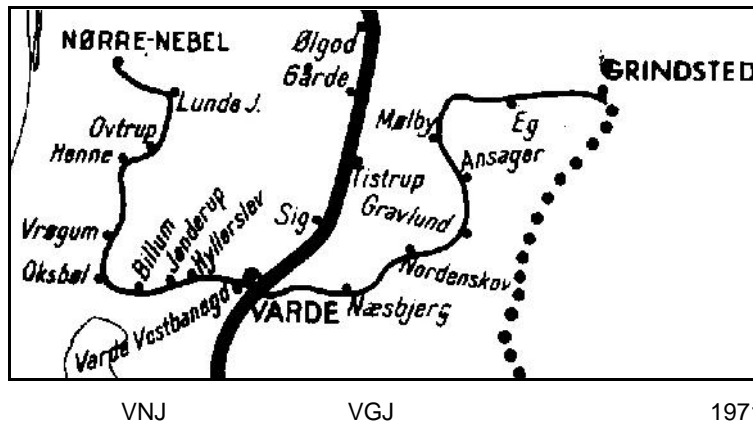 NØRRE-NEBEL
Ølgod
Gårde
GRINDSTED
Lunde J.
Eg
Ovtrup
Mølby
Henne
Ansager
Tistrup
Sig
Gravlund
Vrøgum
Billum
Janderup
Hyllerslev
Oksbøl
Nordenskov
Varde Vestbanegd
VARDE
Næsbjerg
VNJ VGJ